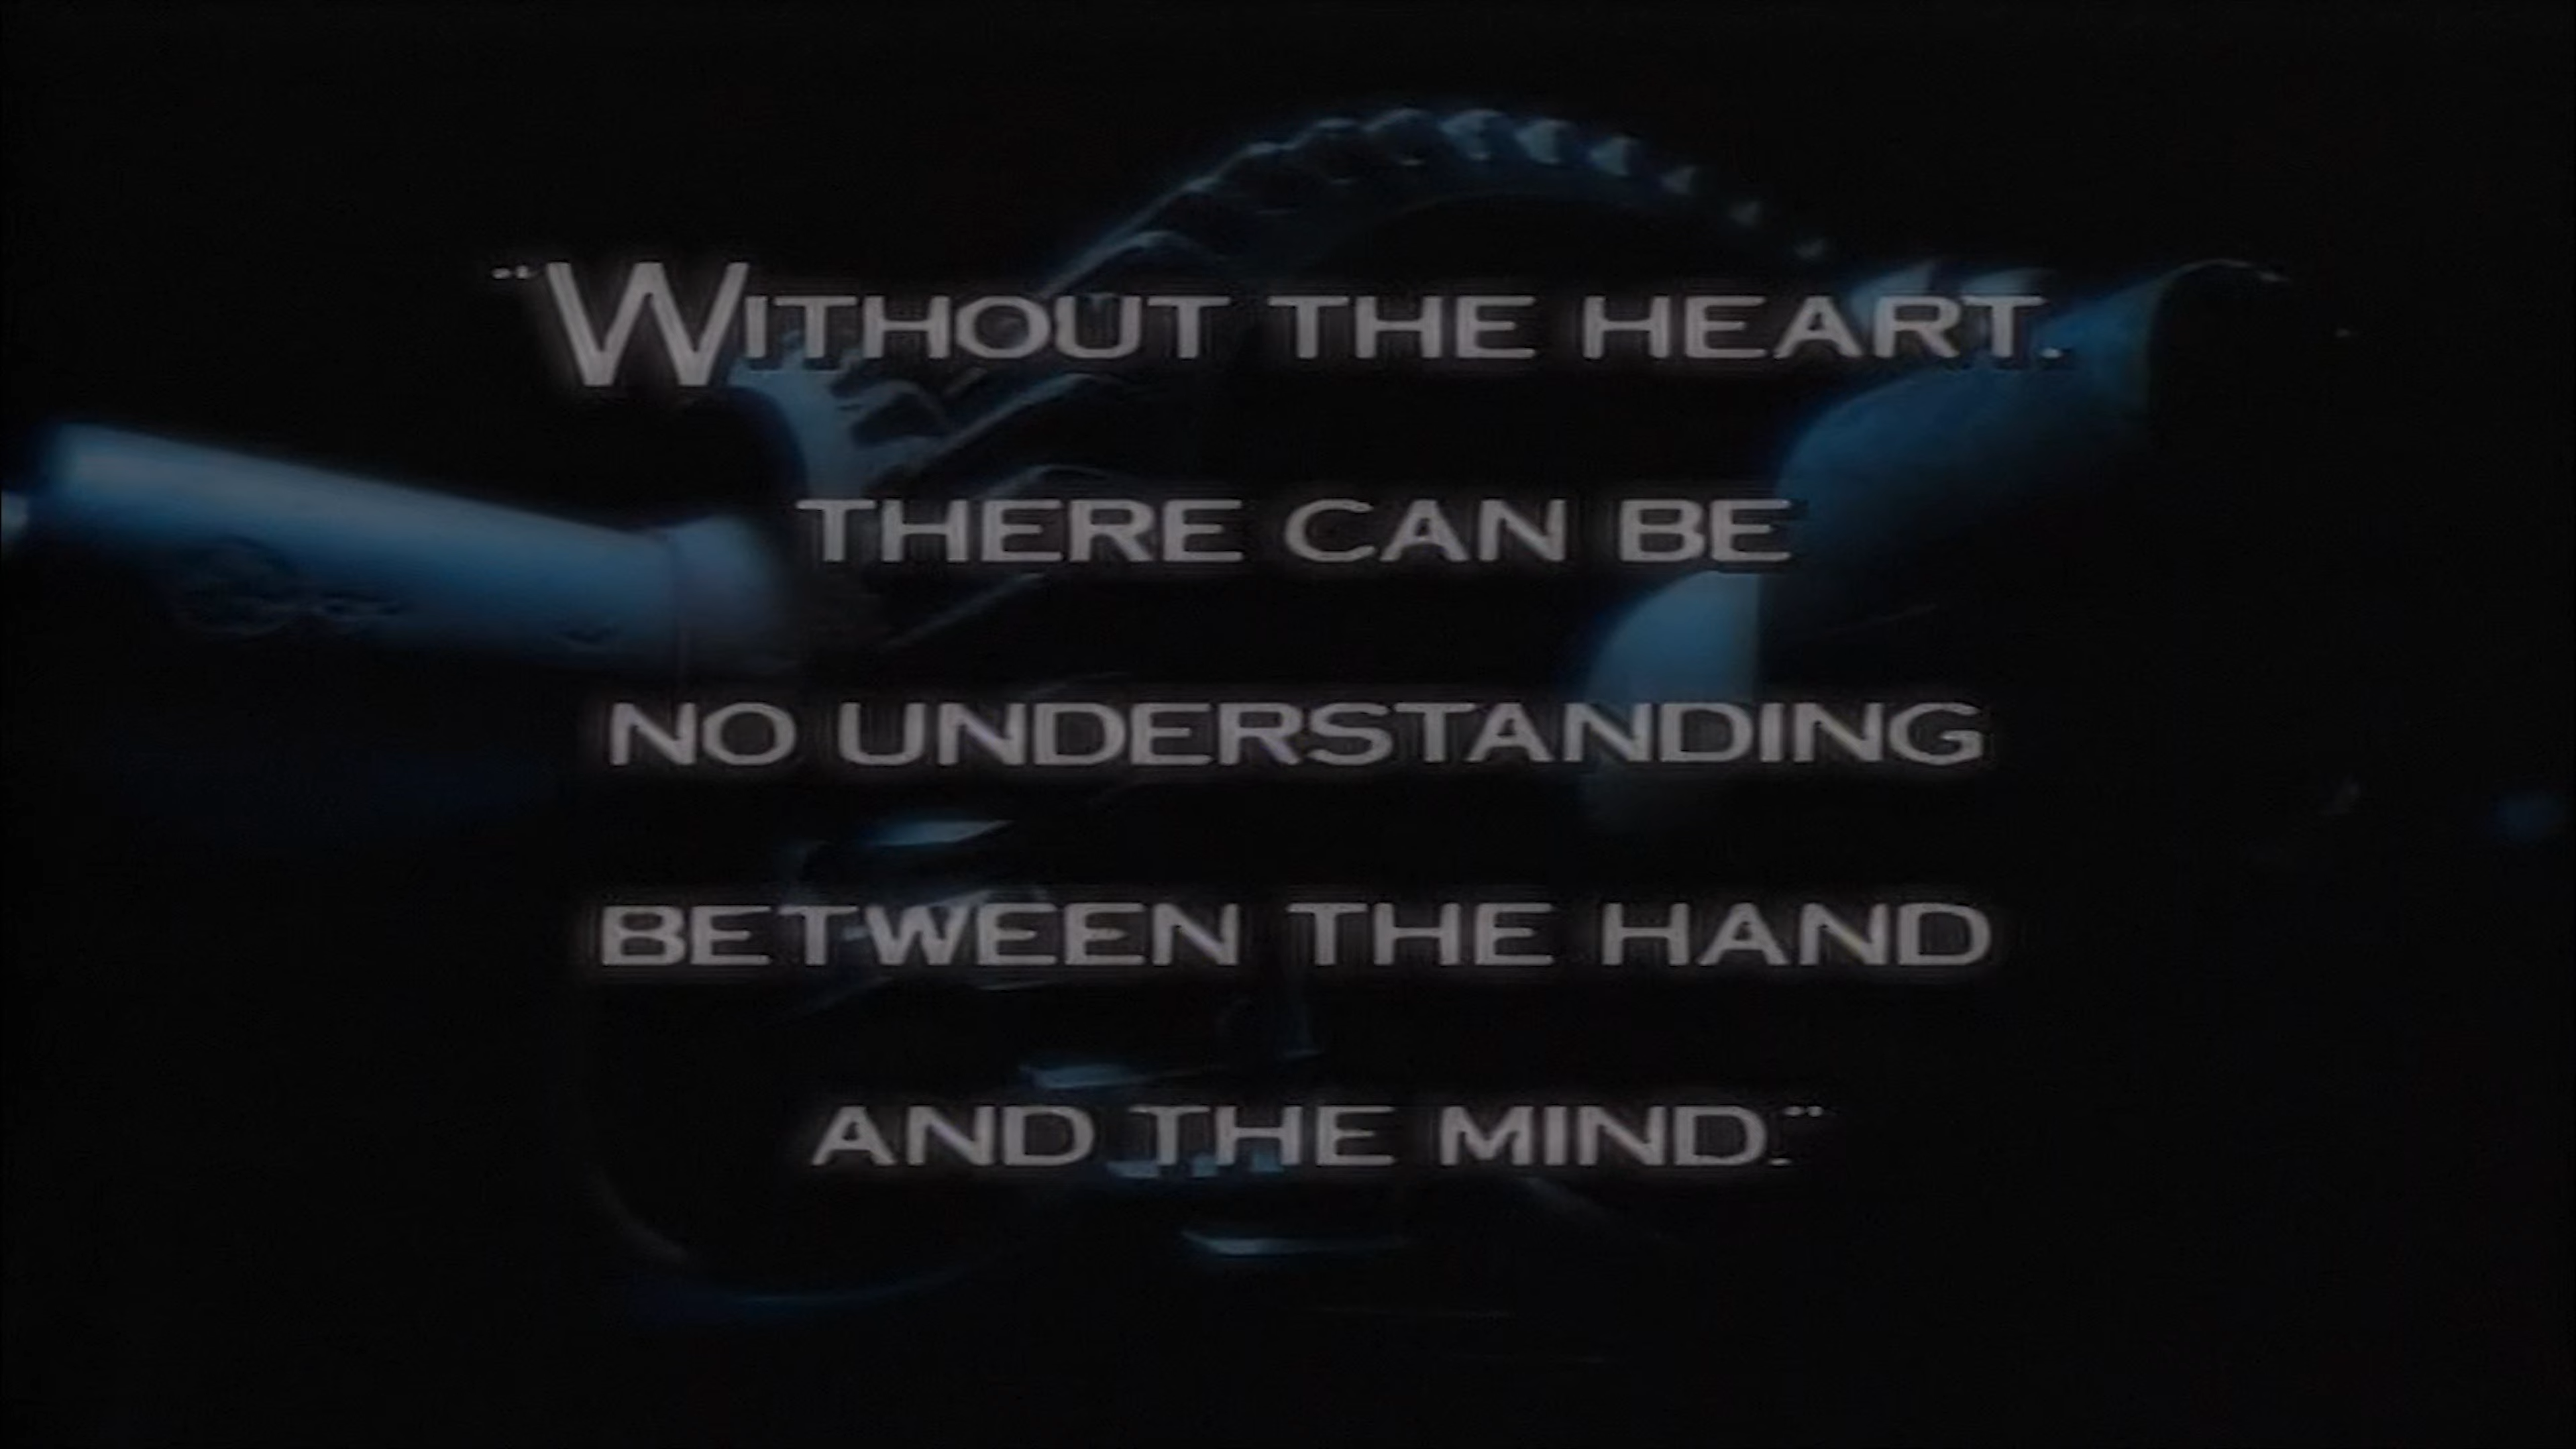 "WITHOUT THE HEART.
THERE CAN BE
NO UNDERSTANDING
BETWEEN THE HAND
AND THE MIND."